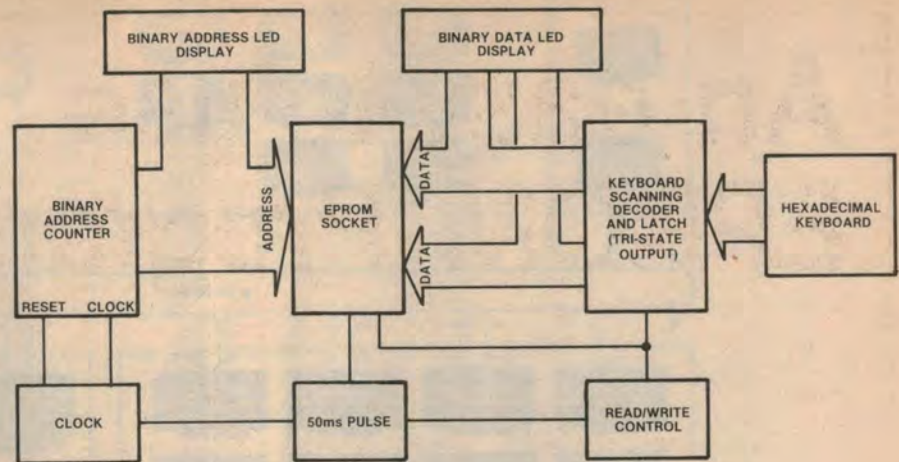 BINARY ADDRESS LED
DISPLAY
BINARY DATA LED
DISPLAY
BINARY
ADDRESS
COUNTER
RESET CLOCK
ADDRESS
EPROM
SOCKET
DATA
DATA
KEYBOARD
SCANNING
DECODER
AND LATCH
(TRI-STATE
OUTPUT)
HEXADECIMAL
KEYBOARD
CLOCK
50ms PULSE
READ/WRITE
CONTROL